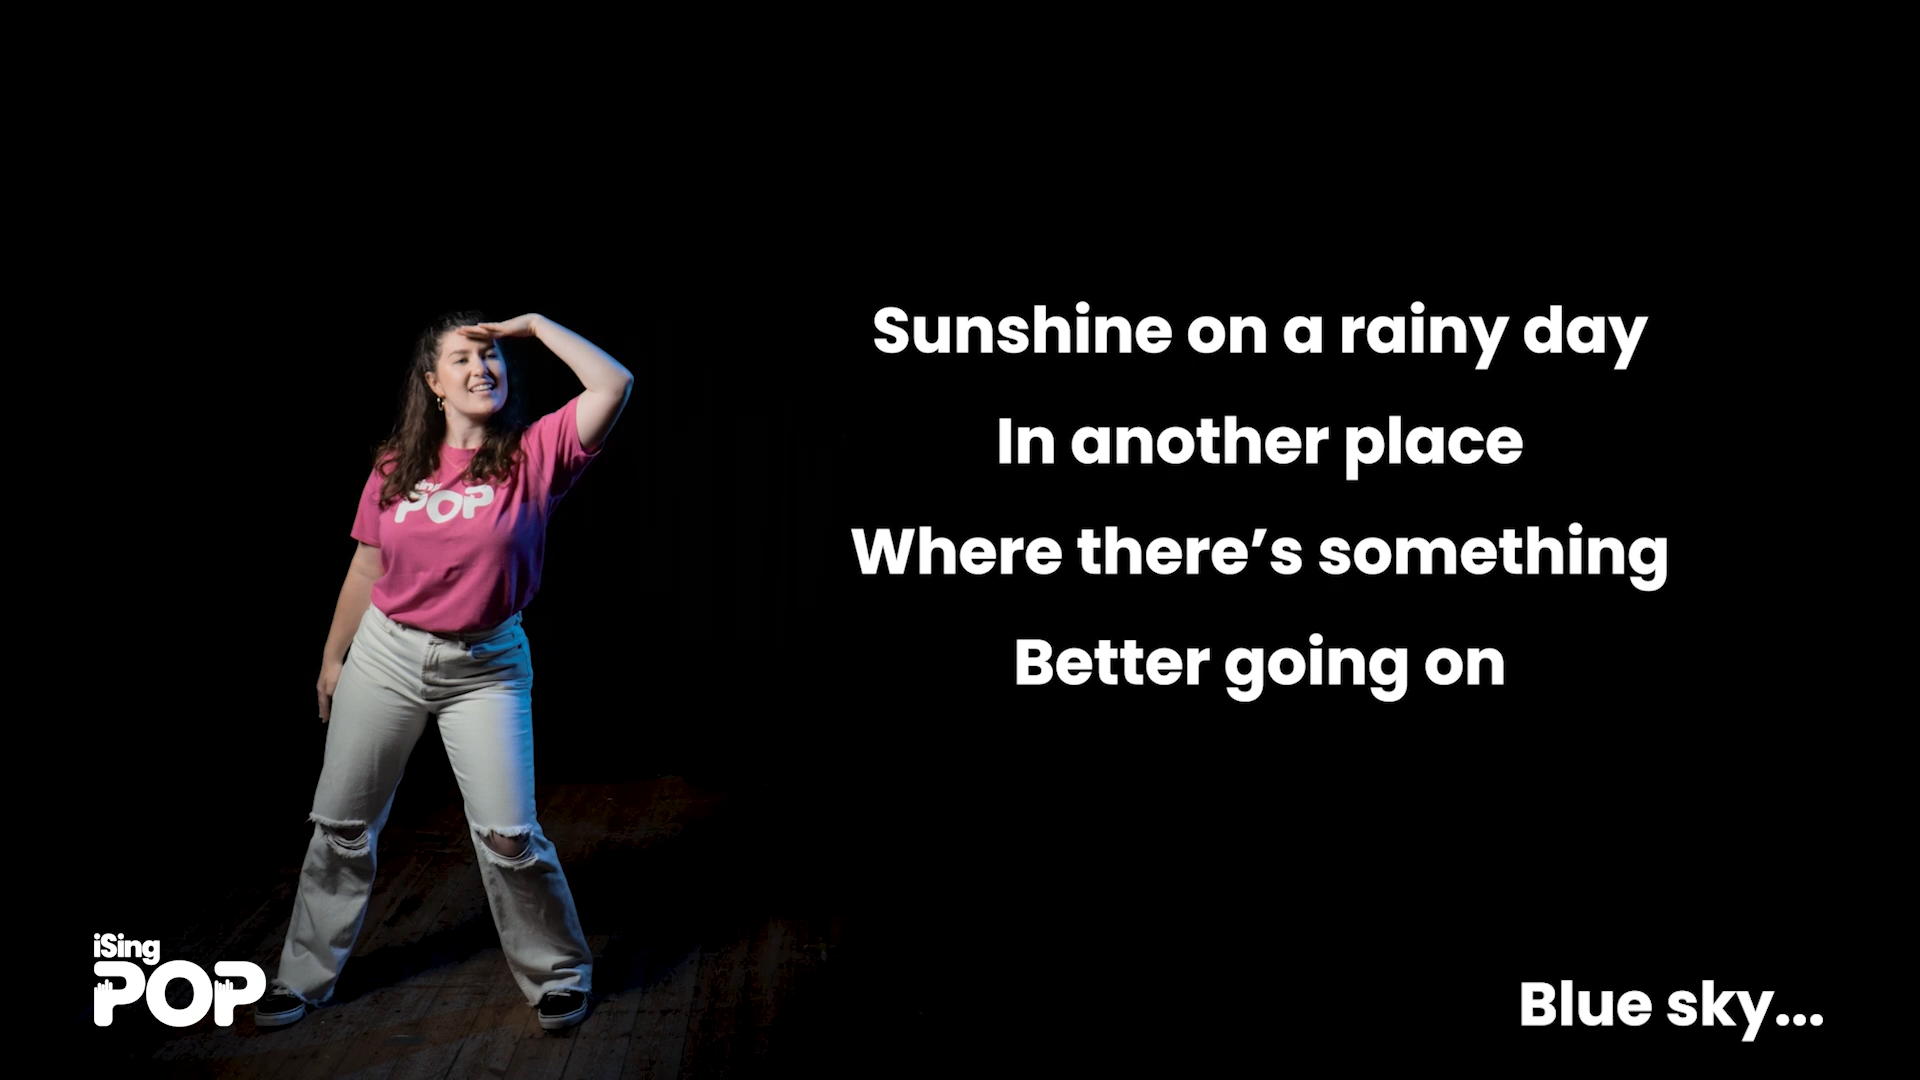 Sunshine on a rainy day
In another place
Where there’s something
Better going on
POP
iSing
POP
Blue sky...